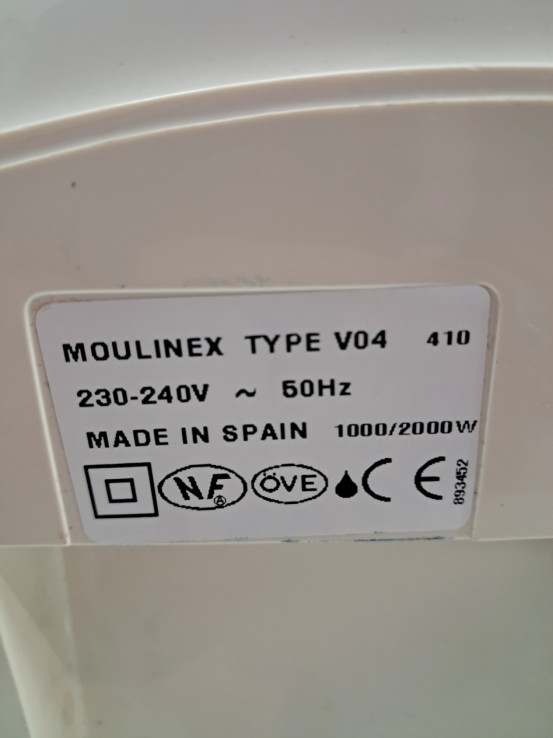 MOULINEX TYPE V04 410
230-240V ~ 50Hz
MADE IN SPAIN 1000/2000W
NF A ÖVE CE
893452